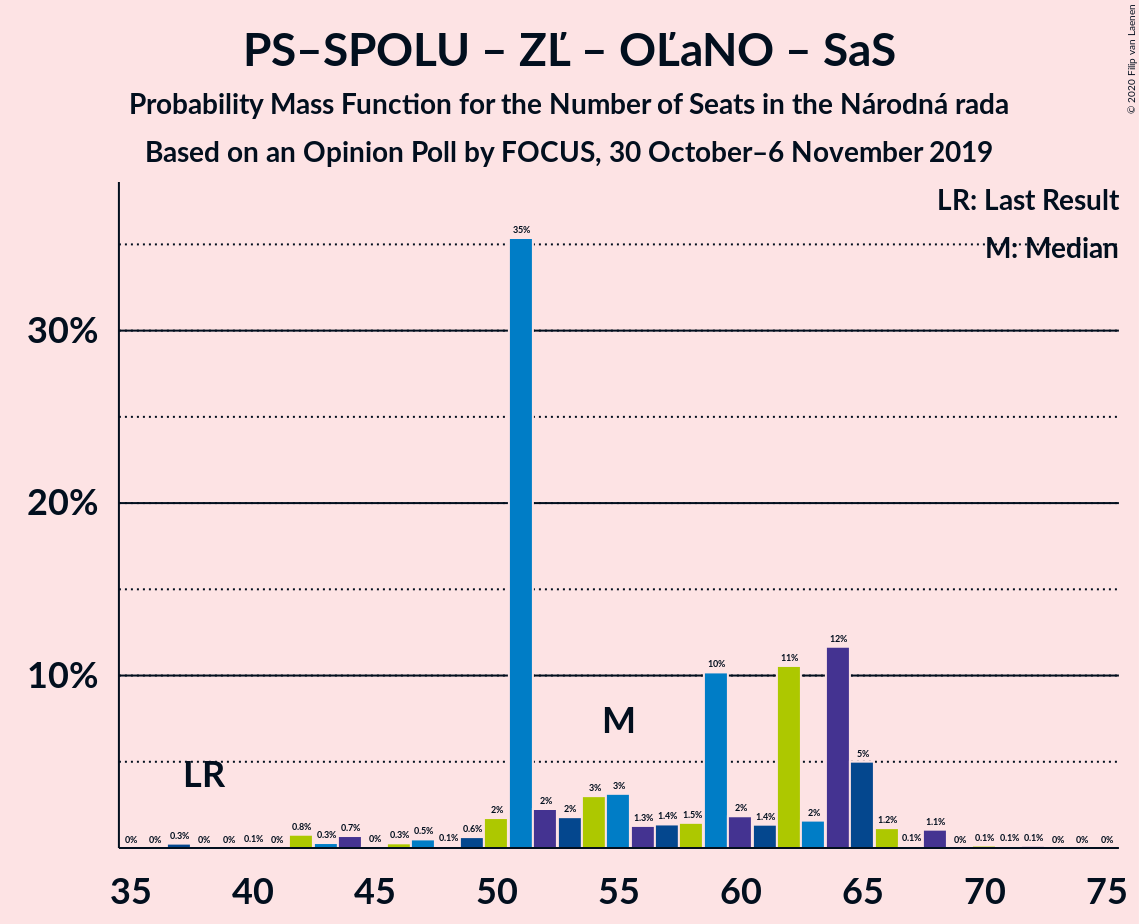 PS–SPOLU – ZĽ – OĽaNO – SaS
Probability Mass Function for the Number of Seats in the Národná rada
Based on an Opinion Poll by FOCUS, 30 October–6 November 2019
© 2020 Filip van Laenen
LR: Last Result
M: Median
30%
20%
10%
LR
M
0% 0% 0.3% 0% 0% 0.1% 0% 0.8% 0.3% 0.7% 0% 0.3% 0.5% 0.1% 0.6% 2% 35% 2% 2% 3% 3% 1.3% 1.4% 1.5% 10% 2% 1.4% 11% 2% 12% 5% 1.2% 0.1% 1.1% 0% 0.1% 0.1% 0.1% 0% 0% 0%
35 40 45 50 55 60 65 70 75